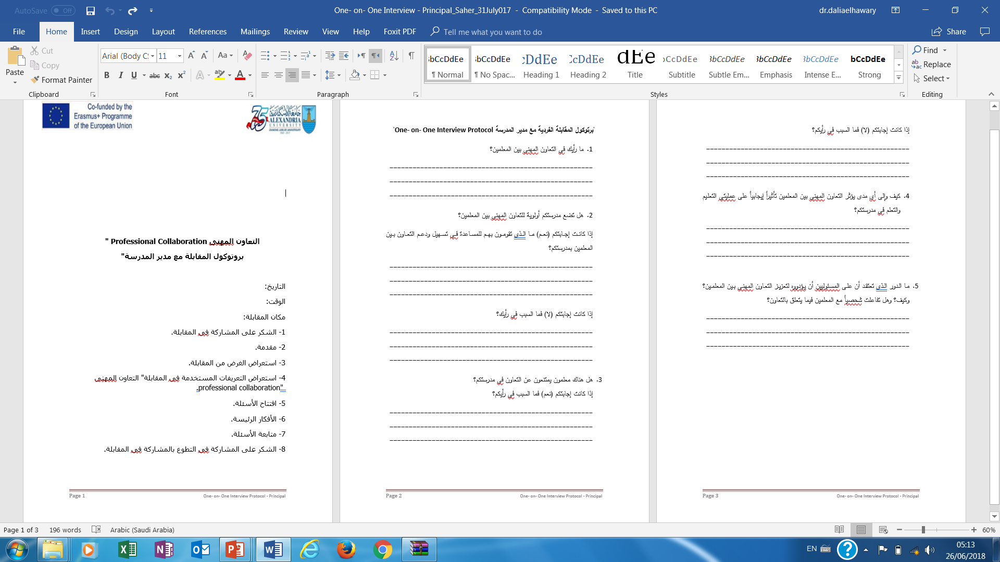 AutoSave Off
One- on- One Interview - Principal_Saher_31July017 - Compatibility Mode - Saved to this PC
dr.daliaelhawary
File Home Insert Design Layout References Mailings Review View Help Foxit PDF Tell me what you want to do Share
Paste Cut Copy Format Painter
Clipboard
Arial (Body CS 11
Font
Paragraph
¶ Normal ¶ No Spac... Heading 1 Heading 2 Title Subtitle Subtle Em... Emphasis Intense E... Strong
Styles
Find
Replace
Select
Editing
Co-funded by the
Erasmus+ Programme
of the European Union
جامعة الإسكندرية
75 ALEXANDRIA
UNIVERSITY
التعاون المهني Professional Collaboration "
بروتوكول المقابلة مع مدير المدرسة"
التاريخ:
الوقت:
مكان المقابلة:
1- الشكر على المشاركة في المقابلة.
2- مقدمة.
3- استعراض الغرض من المقابلة.
4- استعراض التعريفات المستخدمة في المقابلة" التعاون المهني
professional collaboration".
5- افتتاح الأسئلة.
6- الأفكار الرئيسة.
7- متابعة الأسئلة.
8- الشكر على المشاركة في التطوع بالمشاركة في المقابلة.
Page 1 One- on- One Interview Protocol - Principal
"برتوكول المقابلة الفردية مع مدير المدرسة One- on- One Interview Protocol"
1. ما رأيك في التعاون المهني بين المعلمين؟
2. هل تضع مدرستكم أولوية للتعاون المهني بين المعلمين؟
إذا كانت إجابتكم (نعم) ما الذى تقومون بهم للمساعدة في تسهيل ودعم التعاون بين
المعلمين بمدرستكم؟
إذا كانت إجابتكم (لا) فما السبب في رأيك؟
3. هل هناك معلمون يمتنعون عن التعاون في مدرستكم؟
إذا كانت إجابتكم (نعم) فما السبب في رأيكم؟
Page 2 One- on- One Interview Protocol - Principal
إذا كانت إجابتكم (لا) فما السبب في رأيكم؟
4. كيف وإلى أي مدى يؤثر التعاون المهني بين المعلمين تأثيراً إيجابياً على عمليتي التعليم
والتعلم في مدرستكم؟
5. ما الدور الذى تعتقد أن على المسئوليين أن يؤدووه لتعزيز التعاون المهني بين المعلمين؟
وكيف؟ وهل تفاعلت شخصياً مع المعلمين فيما يتعلق بالتعاون؟
Page 3 One- on- One Interview Protocol - Principal
Page 1 of 3 196 words Arabic (Saudi Arabia) 60%
EN 05:13
26/06/2018